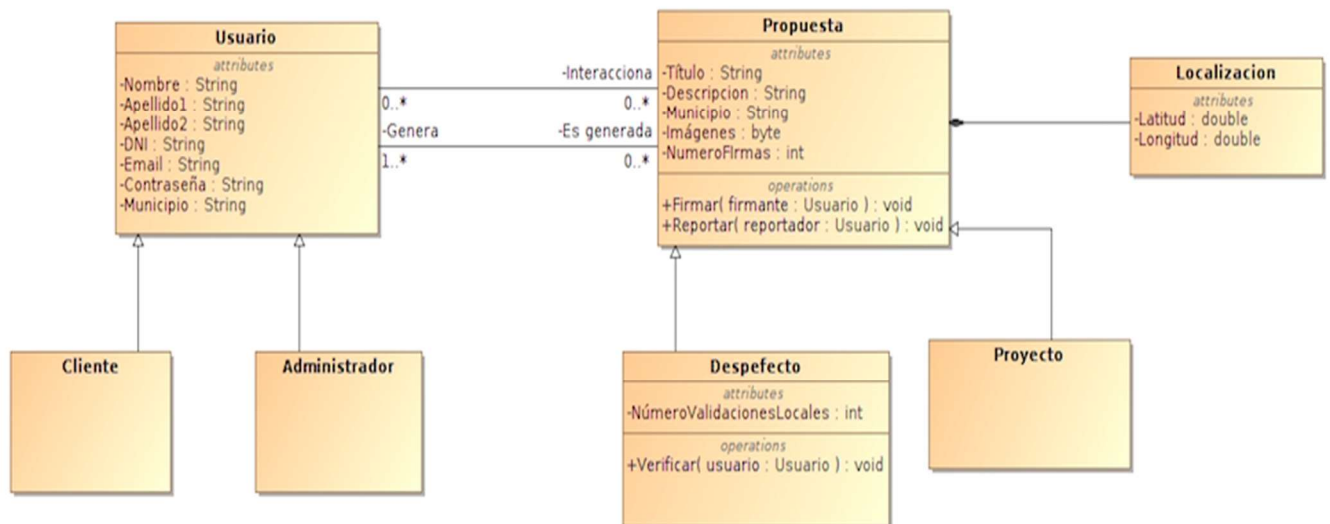 Usuario
attributes
-Nombre : String
-Apellido1 : String
-Apellido2 : String
-DNI : String
-Email : String
-Contraseña : String
-Municipio : String
-Interacciona
0..*
0..*
-Genera
-Es generada
1..*
0..*
Propuesta
attributes
-Título : String
-Descripcion : String
-Municipio : String
-Imágenes : byte
-NumeroFIrmas : int
operations
+Firmar( firmante : Usuario ) : void
+Reportar( reportador : Usuario ) : void
Localizacion
attributes
-Latitud : double
-Longitud : double
Cliente
Administrador
Despefecto
attributes
-NúmeroValidacionesLocales : int
operations
+Verificar( usuario : Usuario ) : void
Proyecto